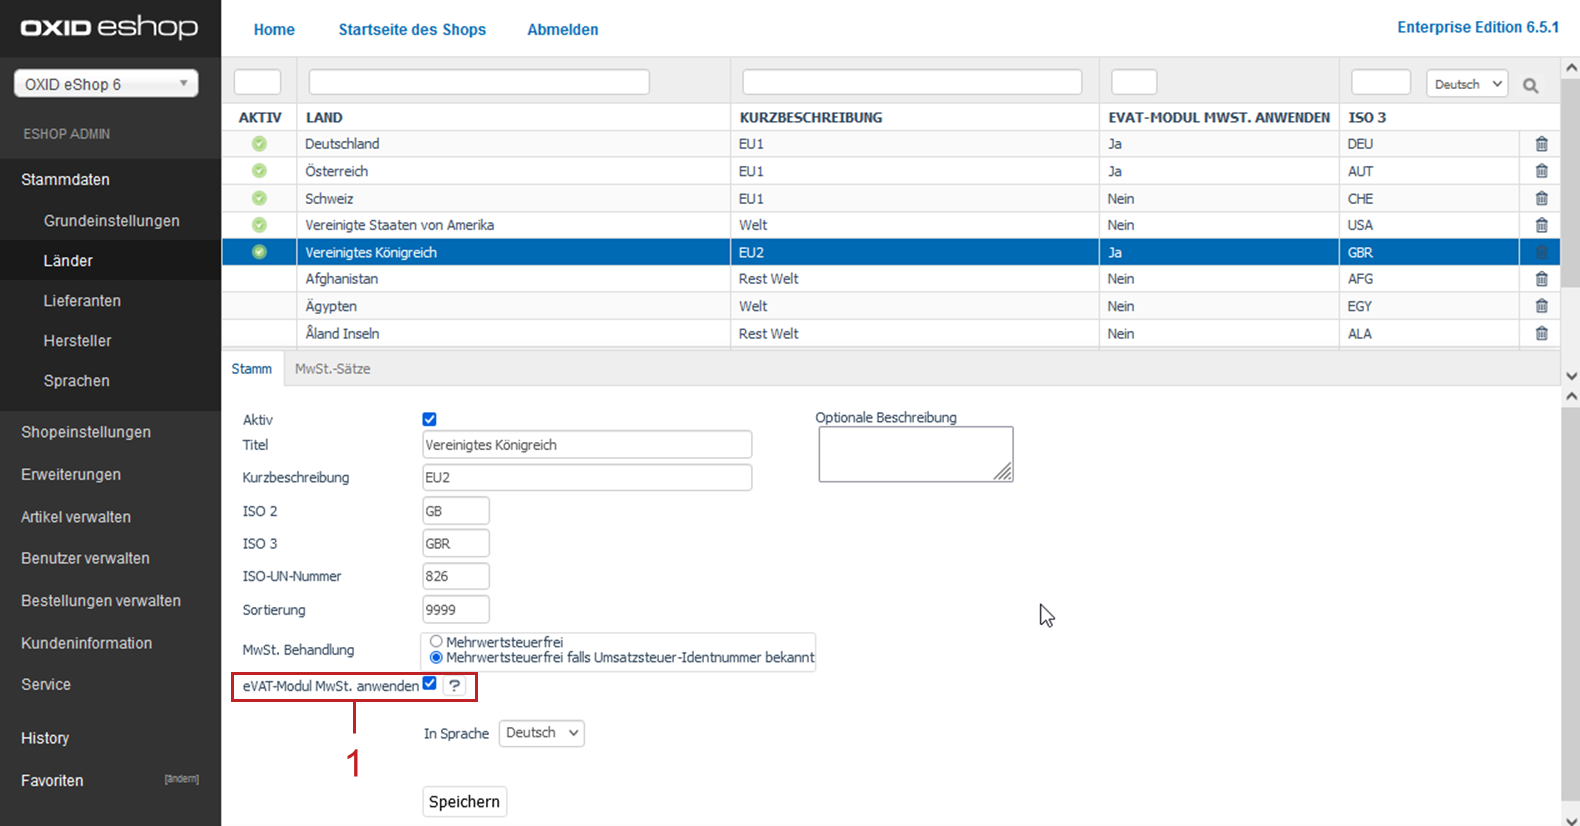 OXID eshop
Home Startseite des Shops Abmelden
Enterprise Edition 6.5.1
OXID eShop 6
ESHOP ADMIN
Stammdaten
Grundeinstellungen
Länder
Lieferanten
Hersteller
Sprachen
Shopeinstellungen
Erweiterungen
Artikel verwalten
Benutzer verwalten
Bestellungen verwalten
Kundeninformation
Service
History
Favoriten [ändern]
Deutsch
AKTIV LAND KURZBESCHREIBUNG EVAT-MODUL MWST. ANWENDEN ISO 3
Deutschland EU1 Ja DEU
Österreich EU1 Ja AUT
Schweiz EU1 Nein CHE
Vereinigte Staaten von Amerika Welt Nein USA
Vereinigtes Königreich EU2 Ja GBR
Afghanistan Rest Welt Nein AFG
Ägypten Welt Nein EGY
Åland Inseln Rest Welt Nein ALA
Stamm MwSt.-Sätze
Aktiv
Titel Vereinigtes Königreich
Kurzbeschreibung EU2
ISO 2 GB
ISO 3 GBR
ISO-UN-Nummer 826
Sortierung 9999
MwSt. Behandlung
Mehrwertsteuerfrei
Mehrwertsteuerfrei falls Umsatzsteuer-Identnummer bekannt
eVAT-Modul MwSt. anwenden ?
1
In Sprache Deutsch
Speichern
Optionale Beschreibung